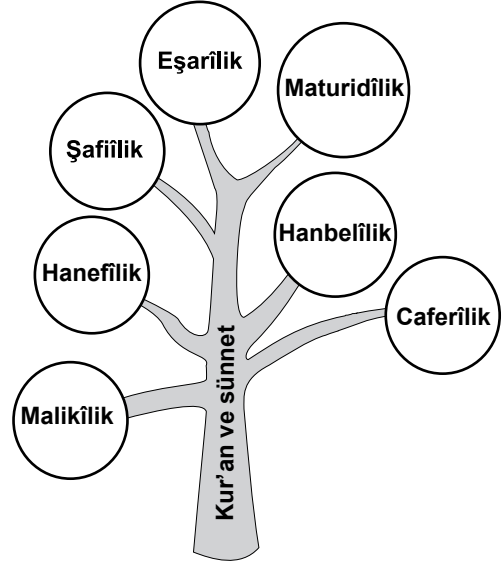 Eşarîlik
Maturidîlik
Şafiîlik
Hanbelîlik
Hanefîlik
Caferîlik
Malikîlik
Kur'an ve sünnet